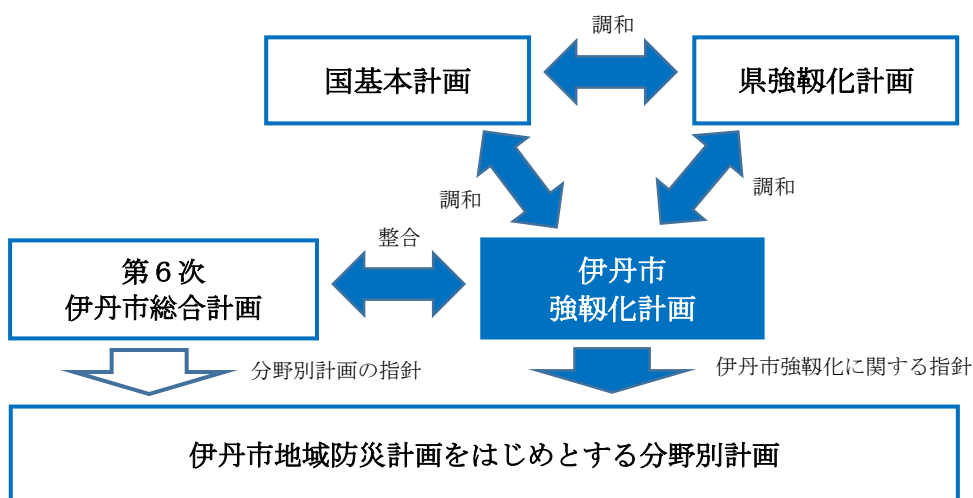 調和
国基本計画
県強靱化計画
調和
調和
整合
第６次
伊丹市総合計画
伊丹市
強靱化計画
分野別計画の指針
伊丹市強靱化に関する指針
伊丹市地域防災計画をはじめとする分野別計画